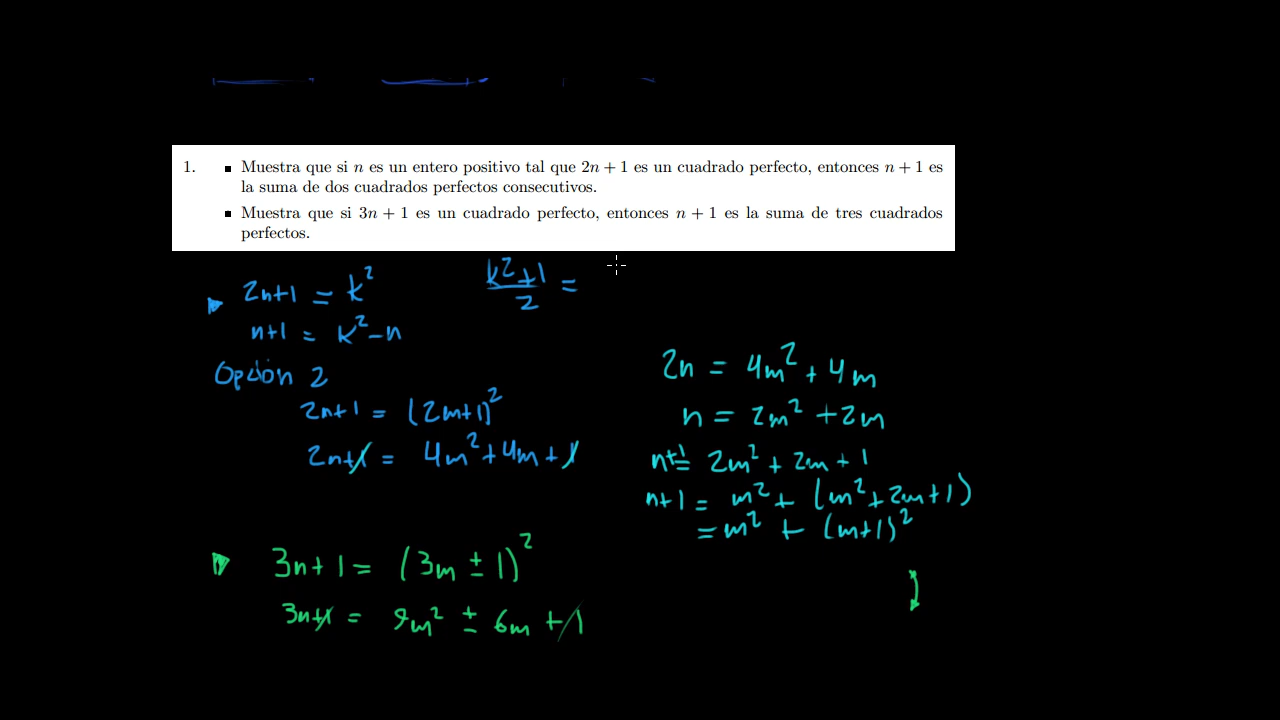 1. ▪ Muestra que si n es un entero positivo tal que 2n + 1 es un cuadrado perfecto, entonces n + 1 es
la suma de dos cuadrados perfectos consecutivos.
▪ Muestra que si 3n + 1 es un cuadrado perfecto, entonces n + 1 es la suma de tres cuadrados
perfectos.
2n+1 = k²
n+1 = k²-n
(k²+1)/2 =
Opción 2
2n+1 = (2m+1)²
2n+1 = 4m²+4m+1
2n = 4m²+4m
n = 2m²+2m
n+1= 2m²+2m+1
n+1 = m²+(m²+2m+1)
=m² + (m+1)²
3n+1= (3m ± 1)²
3n+1 = 9m² ± 6m +1